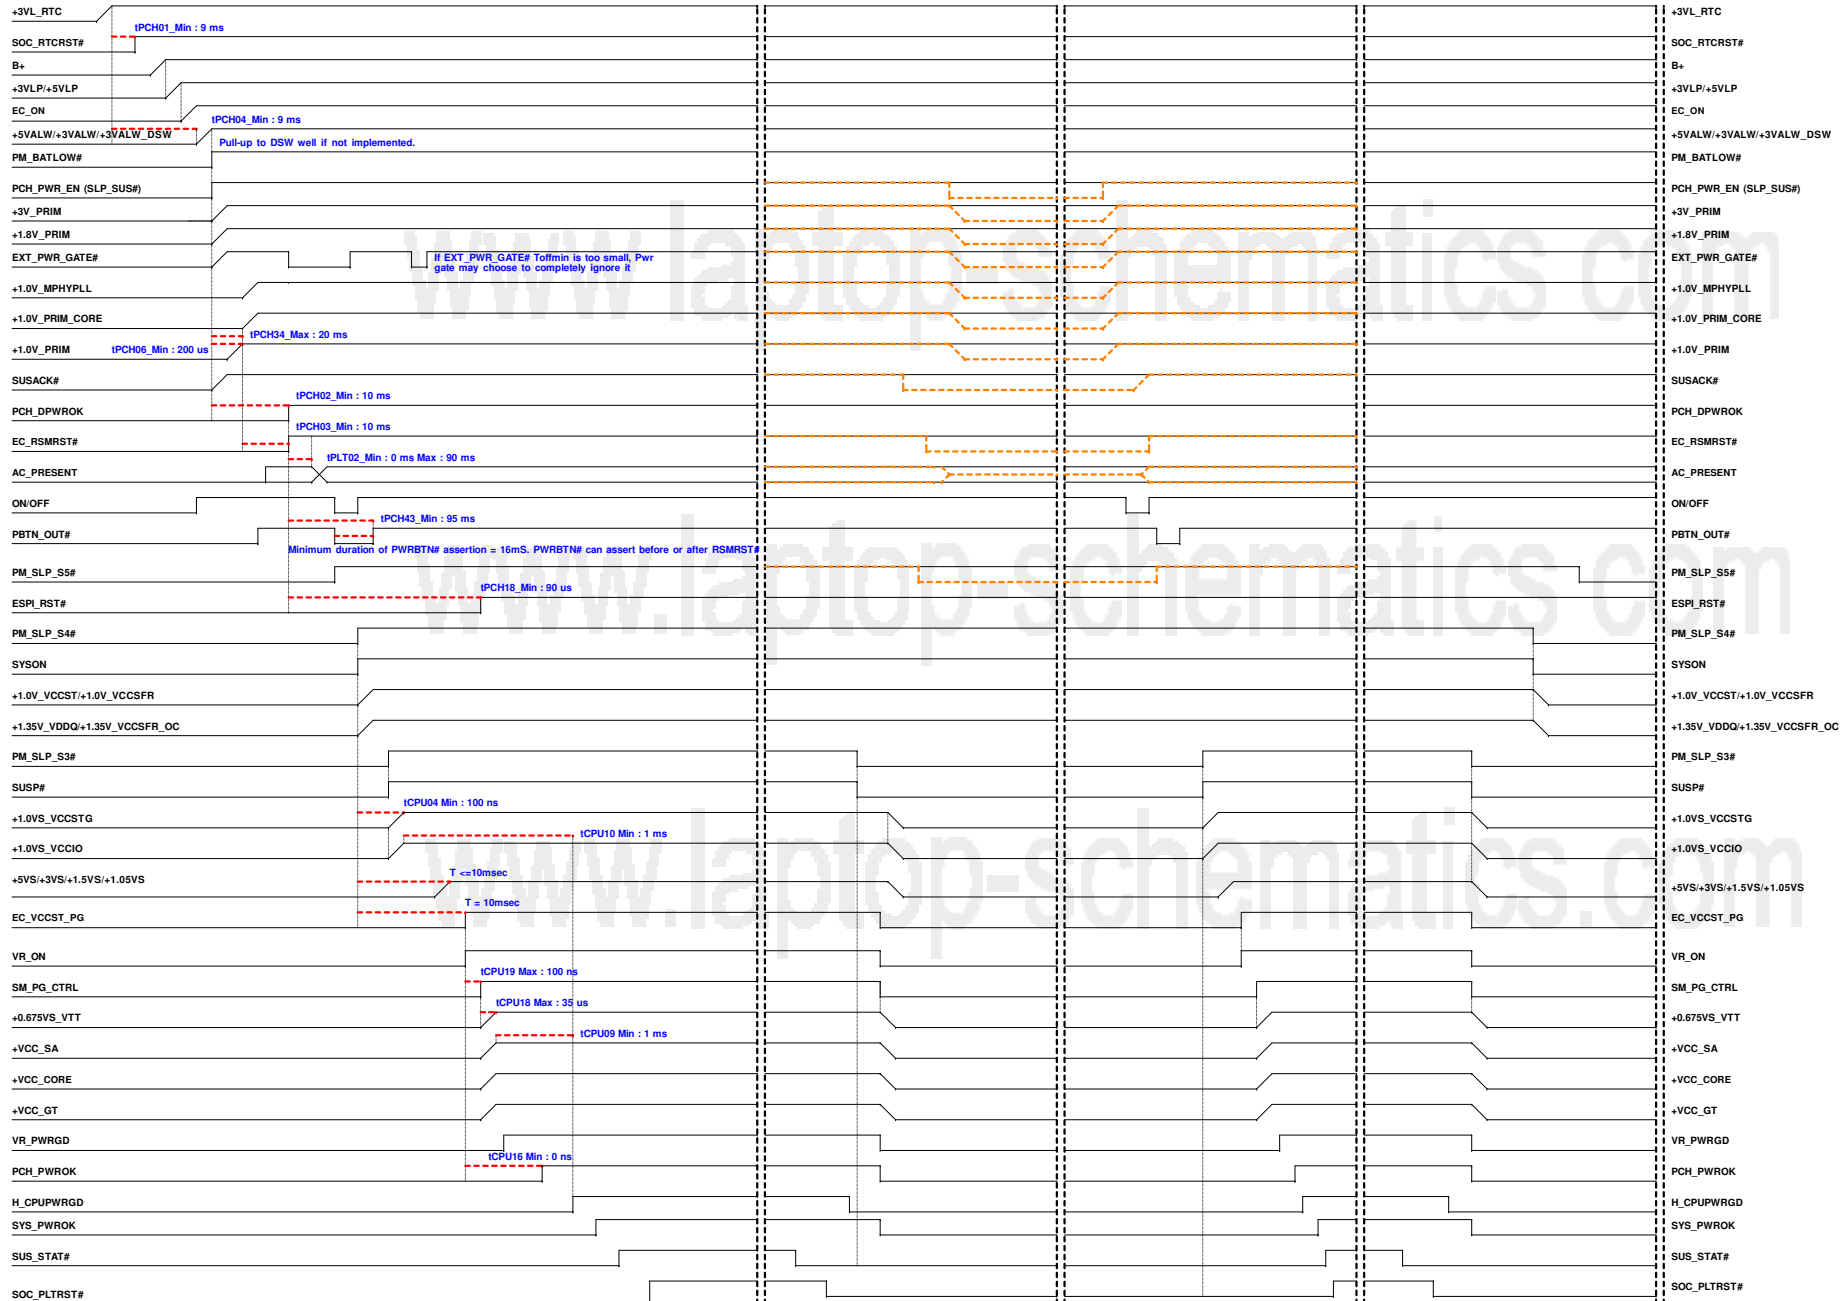 +3VL_RTC +3VL_RTC
tPCH01_Min : 9 ms
SOC_RTCRST# SOC_RTCRST#
B+ B+
+3VLP/+5VLP +3VLP/+5VLP
EC_ON EC_ON
tPCH04_Min : 9 ms
+5VALW/+3VALW/+3VALW_DSW +5VALW/+3VALW/+3VALW_DSW
Pull-up to DSW well if not implemented.
PM_BATLOW# PM_BATLOW#
PCH_PWR_EN (SLP_SUS#) PCH_PWR_EN (SLP_SUS#)
+3V_PRIM +3V_PRIM
+1.8V_PRIM +1.8V_PRIM
EXT_PWR_GATE# EXT_PWR_GATE#
If EXT_PWR_GATE# Toffmin is too small, Pwr
gate may choose to completely ignore it
+1.0V_MPHYPLL +1.0V_MPHYPLL
www.laptop-schematics.com
+1.0V_PRIM_CORE +1.0V_PRIM_CORE
tPCH34_Max : 20 ms
+1.0V_PRIM tPCH06_Min : 200 us +1.0V_PRIM
SUSACK# SUSACK#
tPCH02_Min : 10 ms
PCH_DPWROK PCH_DPWROK
tPCH03_Min : 10 ms
EC_RSMRST# EC_RSMRST#
tPLT02_Min : 0 ms Max : 90 ms
AC_PRESENT AC_PRESENT
ON/OFF ON/OFF
tPCH43_Min : 95 ms
PBTN_OUT# PBTN_OUT#
Minimum duration of PWRBTN# assertion = 16mS. PWRBTN# can assert before or after RSMRST#
PM_SLP_S5# PM_SLP_S5#
tPCH18_Min : 90 us
www.laptop-schematics.com
ESPI_RST# ESPI_RST#
PM_SLP_S4# PM_SLP_S4#
SYSON SYSON
+1.0V_VCCST/+1.0V_VCCSFR +1.0V_VCCST/+1.0V_VCCSFR
+1.35V_VDDQ/+1.35V_VCCSFR_OC +1.35V_VDDQ/+1.35V_VCCSFR_OC
PM_SLP_S3# PM_SLP_S3#
SUSP# SUSP#
tCPU04 Min : 100 ns
+1.0VS_VCCSTG +1.0VS_VCCSTG
tCPU10 Min : 1 ms
+1.0VS_VCCIO +1.0VS_VCCIO
T <=10msec
www.laptop-schematics.com
+5VS/+3VS/+1.5VS/+1.05VS +5VS/+3VS/+1.5VS/+1.05VS
T = 10msec
EC_VCCST_PG EC_VCCST_PG
VR_ON VR_ON
tCPU19 Max : 100 ns
SM_PG_CTRL SM_PG_CTRL
tCPU18 Max : 35 us
+0.675VS_VTT +0.675VS_VTT
tCPU09 Min : 1 ms
+VCC_SA +VCC_SA
+VCC_CORE +VCC_CORE
+VCC_GT +VCC_GT
VR_PWRGD VR_PWRGD
tCPU16 Min : 0 ns
PCH_PWROK PCH_PWROK
H_CPUPWRGD H_CPUPWRGD
SYS_PWROK SYS_PWROK
SUS_STAT# SUS_STAT#
SOC_PLTRST# SOC_PLTRST#